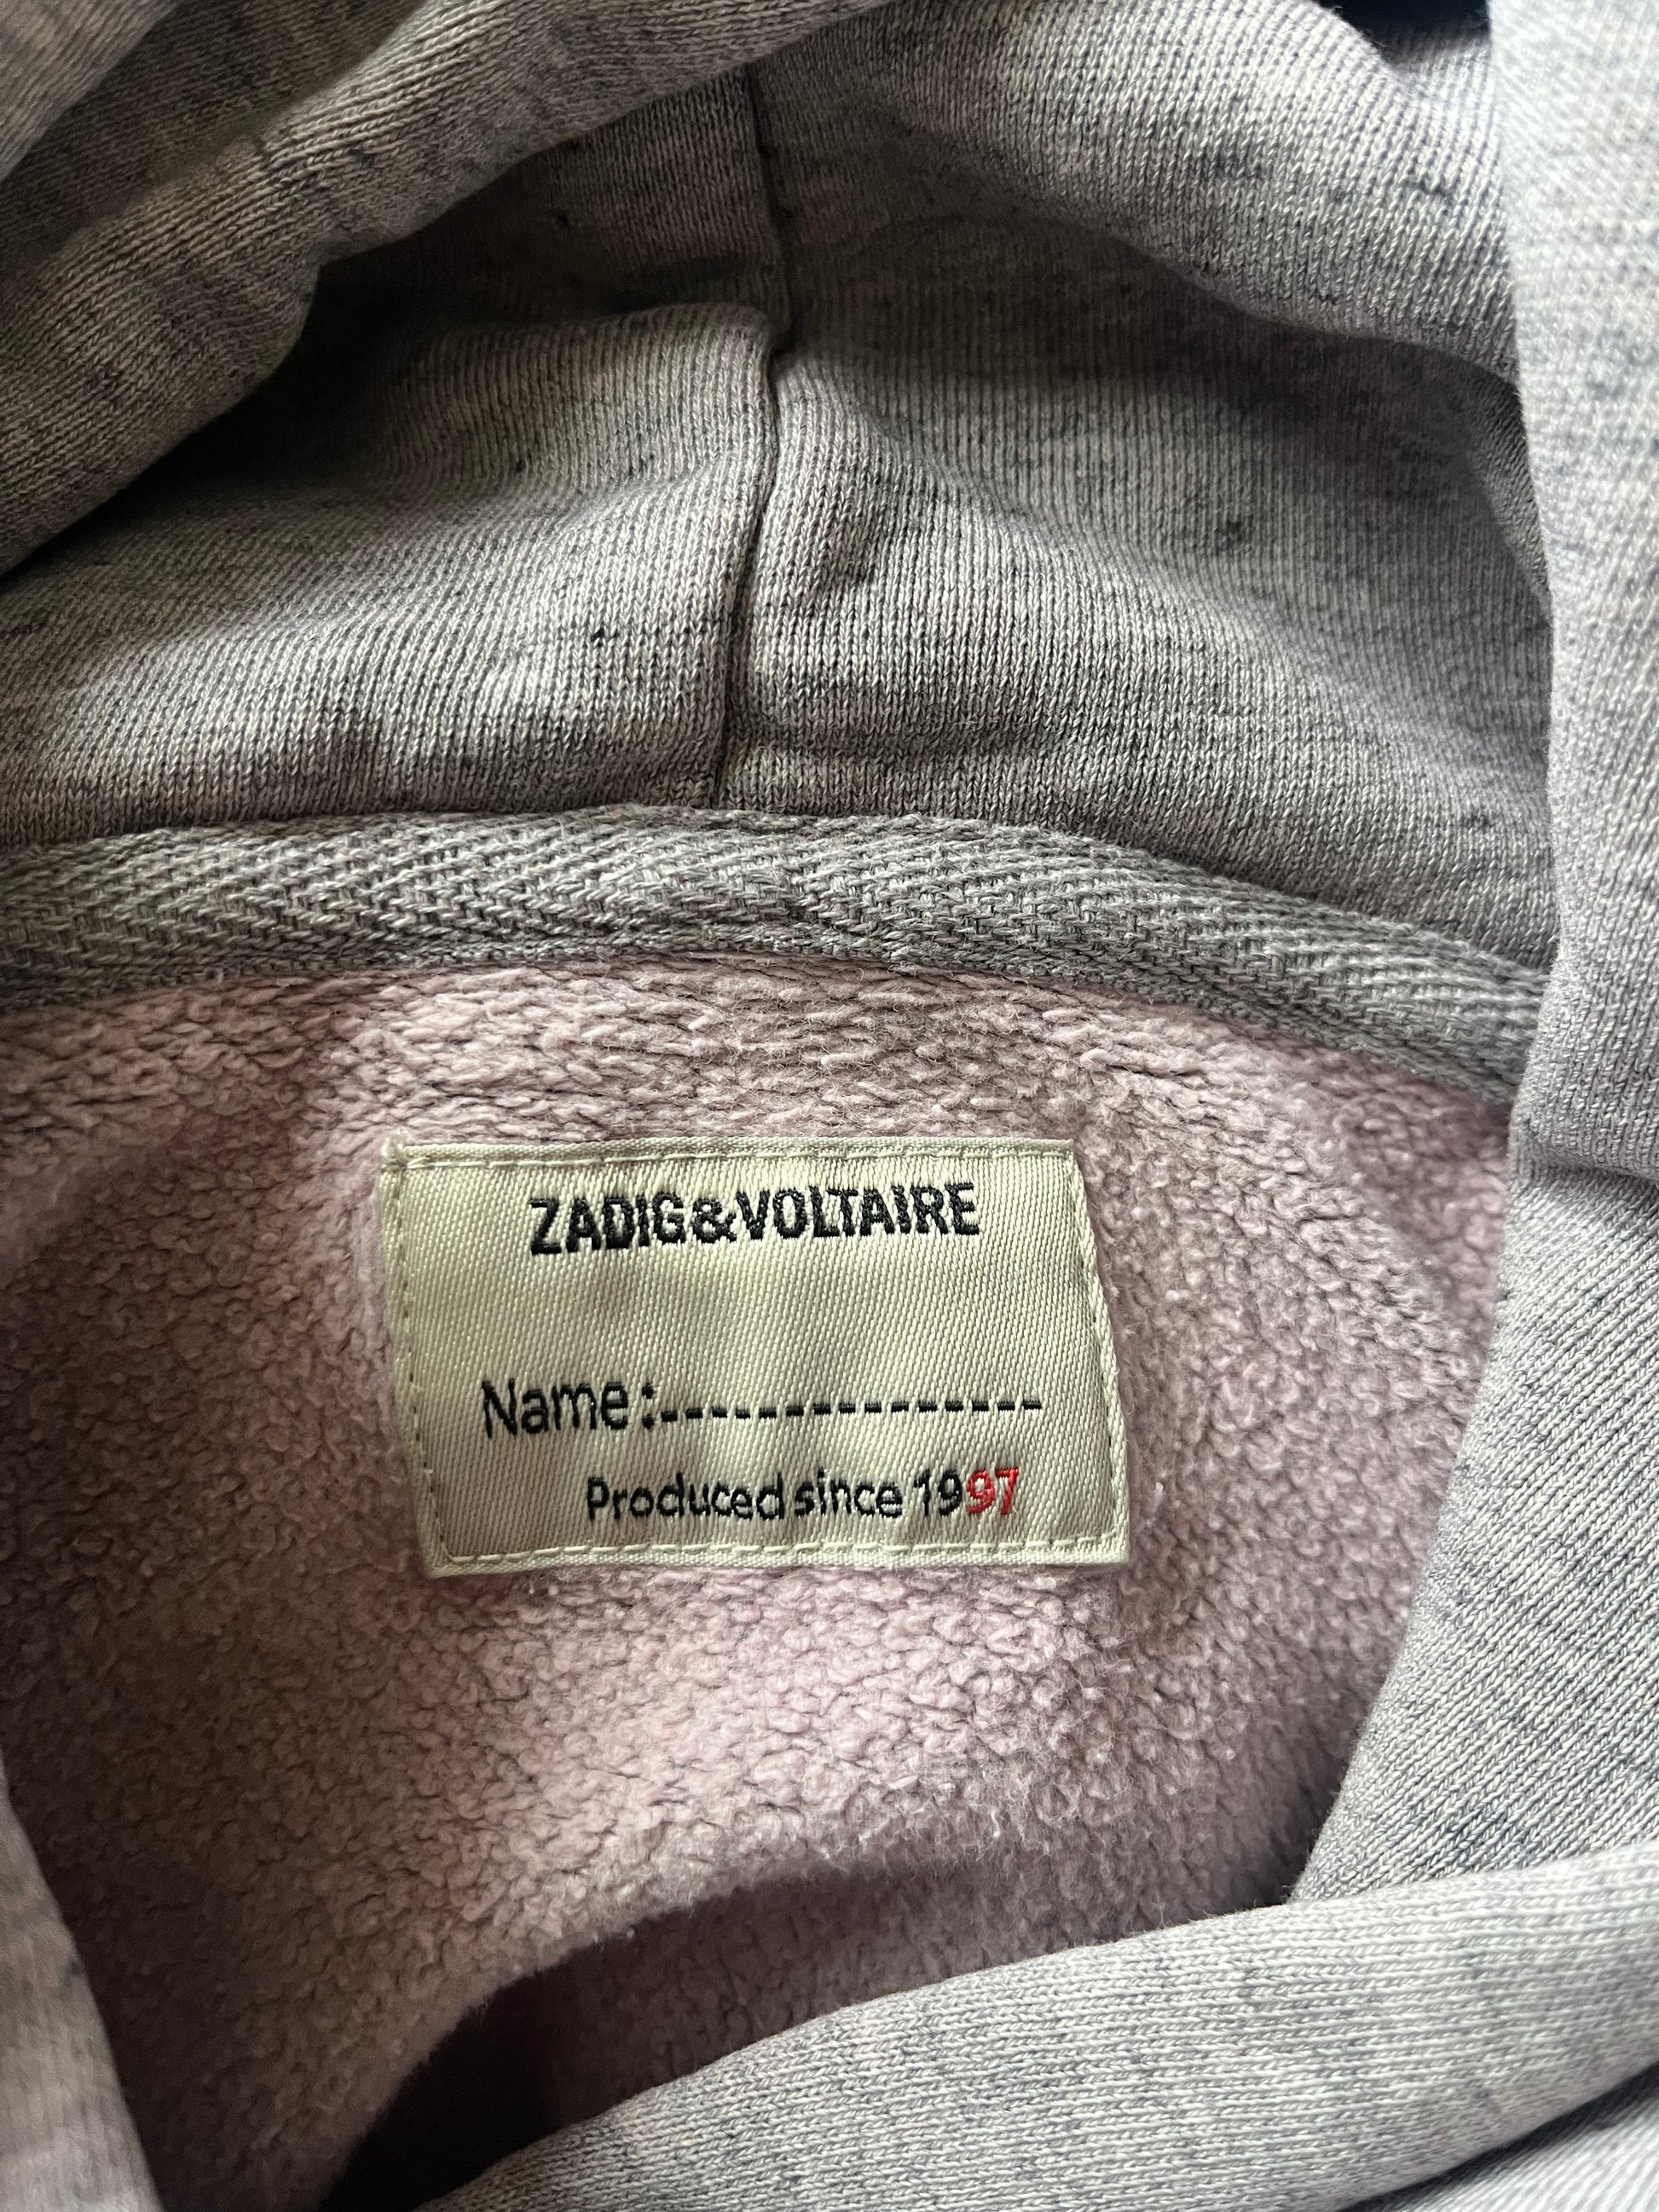 ZADIG&VOLTAIRE
Name:---------------
Produced since 1997